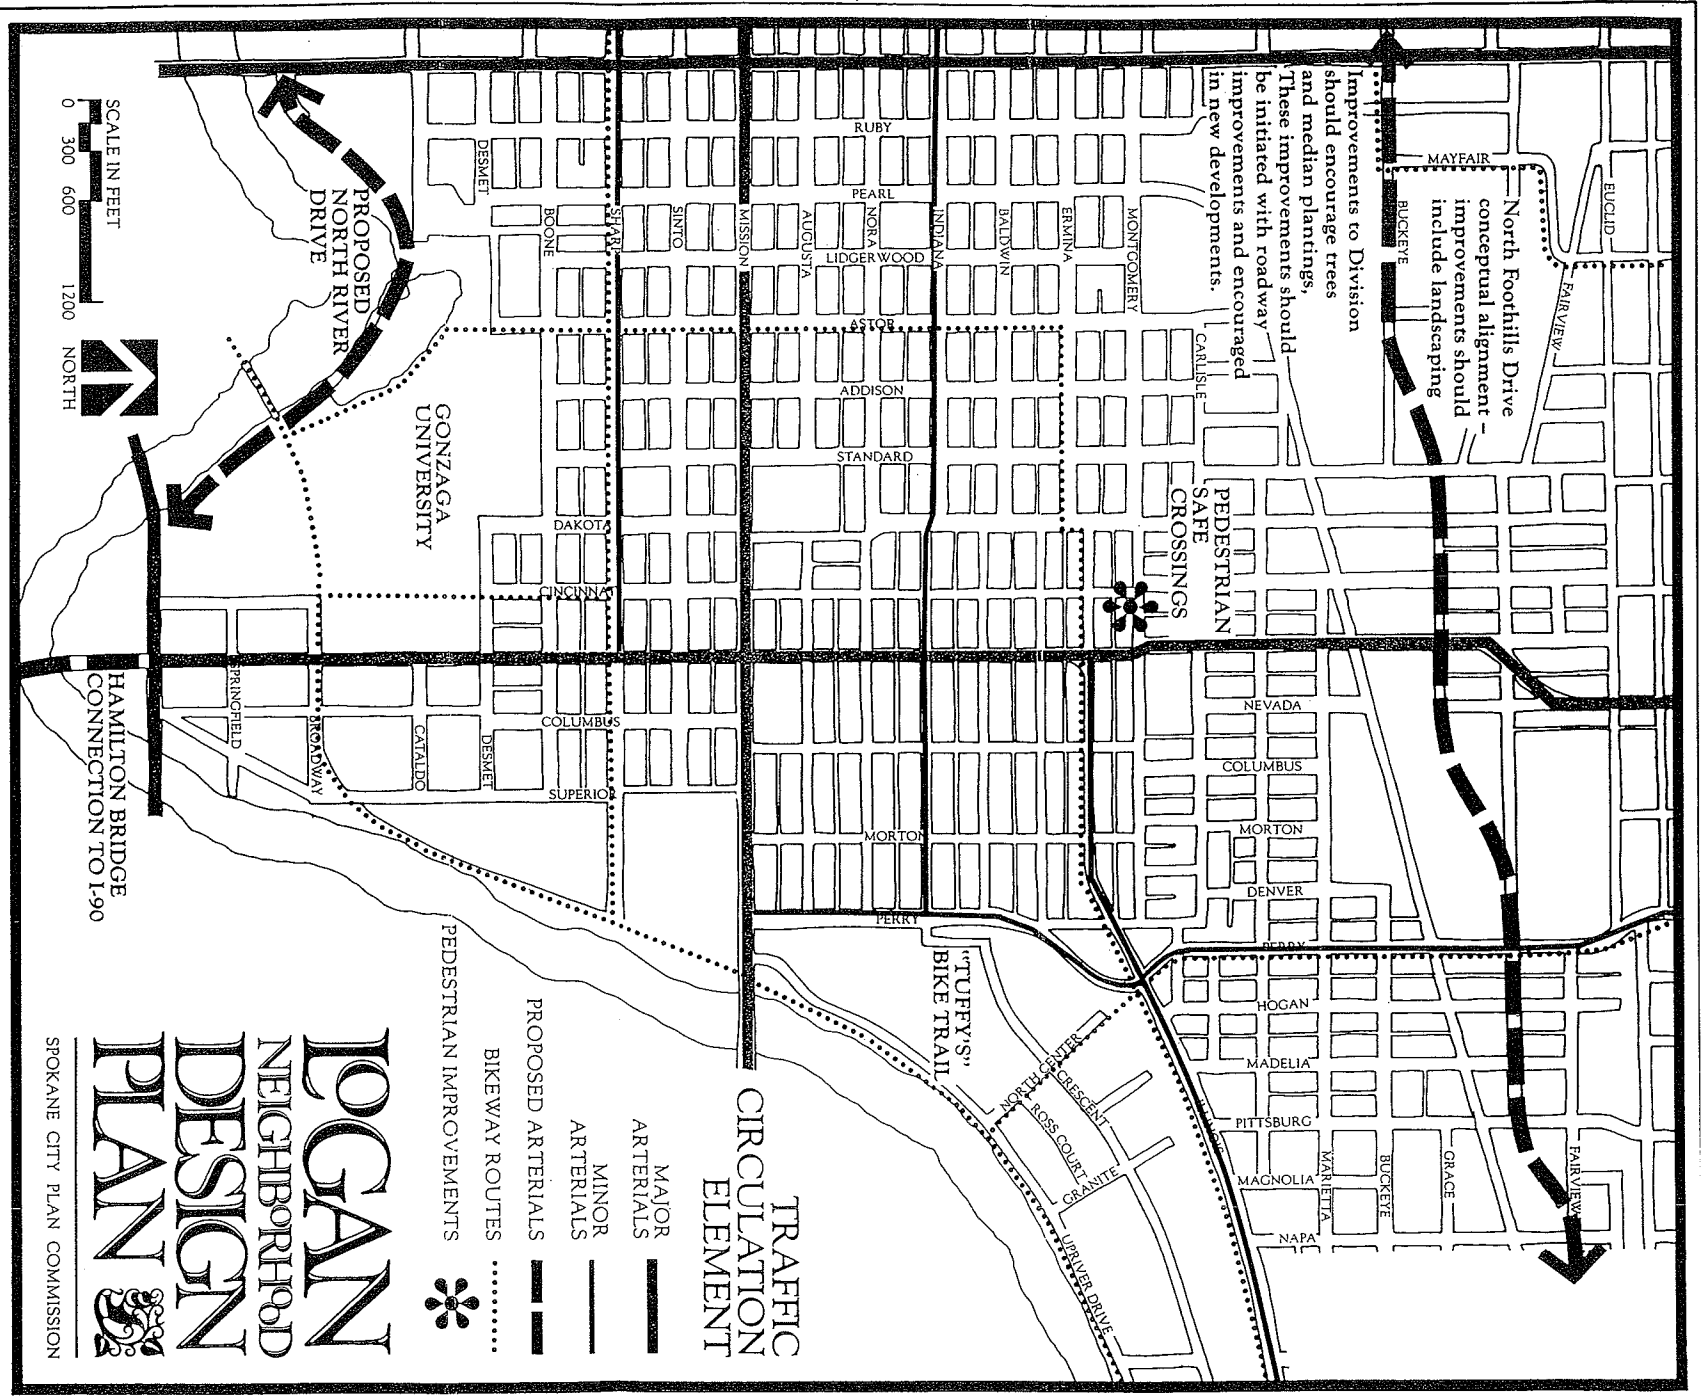 Improvements to Division
should encourage trees
and median plantings,
These improvements should
be initiated with roadway
improvements and encouraged
in new developments.
North Foothills Drive
conceptual alignment –
improvements should
include landscaping
MAYFAIR
EUCLID
FAIRVIEW
BUCKEYE
RUBY
PEARL
LIDGERWOOD
ASTOR
ADDISON
STANDARD
DAKOTA
CINCINNAT
DESMET
BOONE
SHARP
SINTO
MISSION
AUGUSTA
NORA
INDIANA
BALDWIN
ERMINA
MONTGOMERY
CARLISLE
PEDESTRIAN
SAFE
CROSSINGS
PROPOSED
NORTH RIVER
DRIVE
GONZAGA
UNIVERSITY
SCALE IN FEET
0 300 600 1200
NORTH
HAMILTON BRIDGE
CONNECTION TO I-90
SPRINGFIELD
BROADWAY
CATALDO
DESMET
COLUMBUS
SUPERIOR
MORTON
PERRY
NEVADA
COLUMBUS
MORTON
DENVER
PERRY
HOGAN
MADELIA
PITTSBURG
MAGNOLIA
NAPA
ILLINOIS
MARIETTA
BUCKEYE
GRACE
FAIRVIEW
"TUFFY'S"
BIKE TRAIL
NORTH CENTER
CRESCENT
ROSS COURT
GRANITE
UPRIVER DRIVE
TRAFFIC
CIRCULATION
ELEMENT
MAJOR
ARTERIALS
MINOR
ARTERIALS
PROPOSED ARTERIALS
BIKEWAY ROUTES
PEDESTRIAN IMPROVEMENTS
LOGAN
NEIGHBORHOOD
DESIGN
PLAN
SPOKANE CITY PLAN COMMISSION